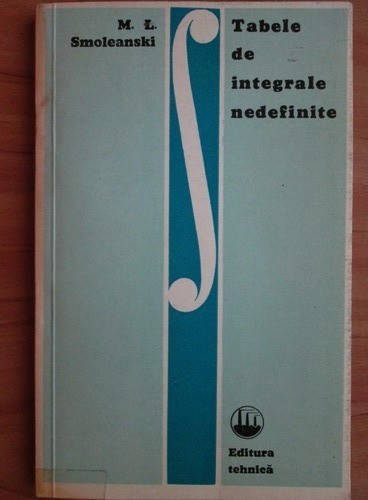 M. Ł.
Smoleanski
Tabele
de
integrale
nedefinite
Editura
tehnică